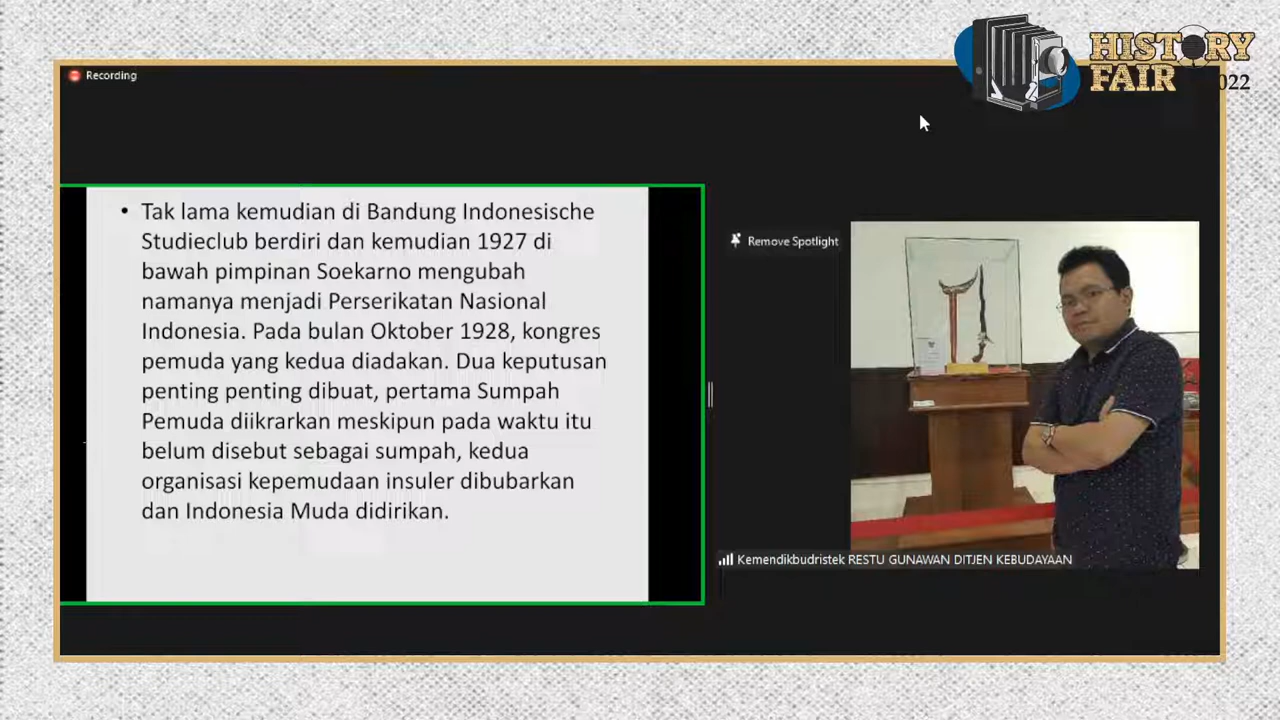 HISTORY
FAIR 2022
Recording
• Tak lama kemudian di Bandung Indonesische
Studieclub berdiri dan kemudian 1927 di
bawah pimpinan Soekarno mengubah
namanya menjadi Perserikatan Nasional
Indonesia. Pada bulan Oktober 1928, kongres
pemuda yang kedua diadakan. Dua keputusan
penting penting dibuat, pertama Sumpah
Pemuda diikrarkan meskipun pada waktu itu
belum disebut sebagai sumpah, kedua
organisasi kepemudaan insuler dibubarkan
dan Indonesia Muda didirikan.
Remove Spotlight
Kemendikbudristek RESTU GUNAWAN DITJEN KEBUDAYAAN